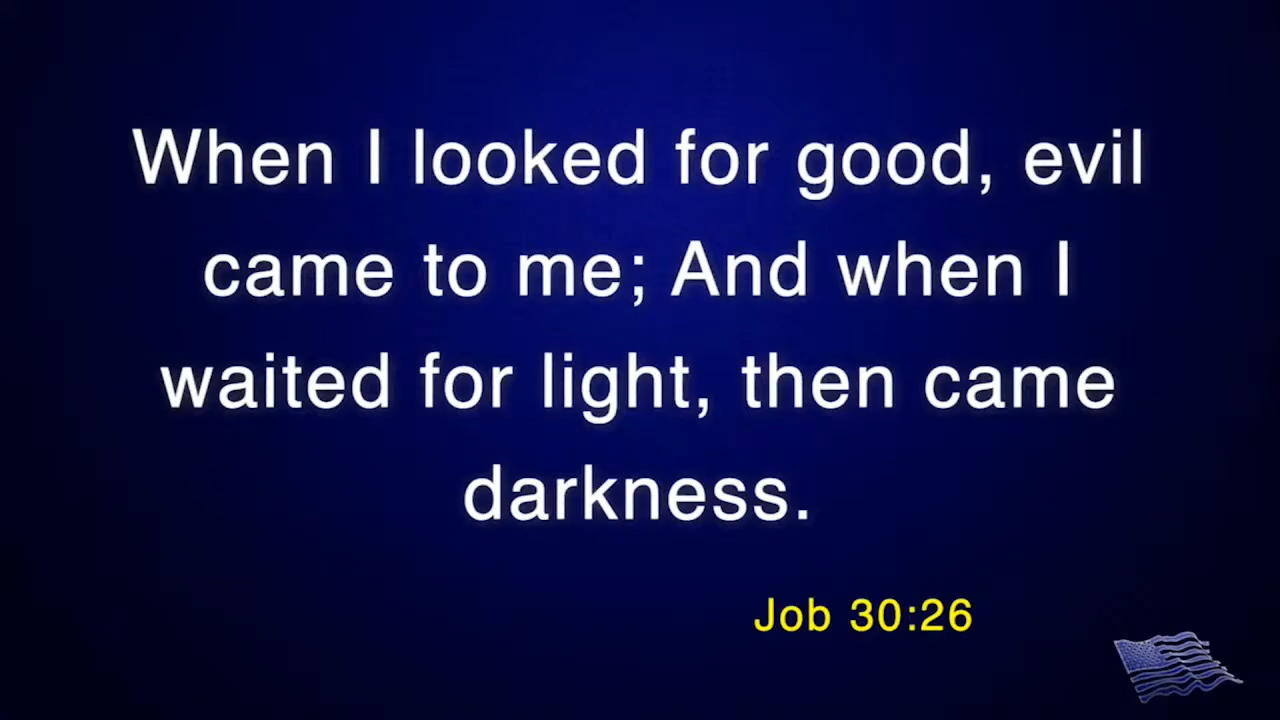 When I looked for good, evil
came to me; And when I
waited for light, then came
darkness.
Job 30:26